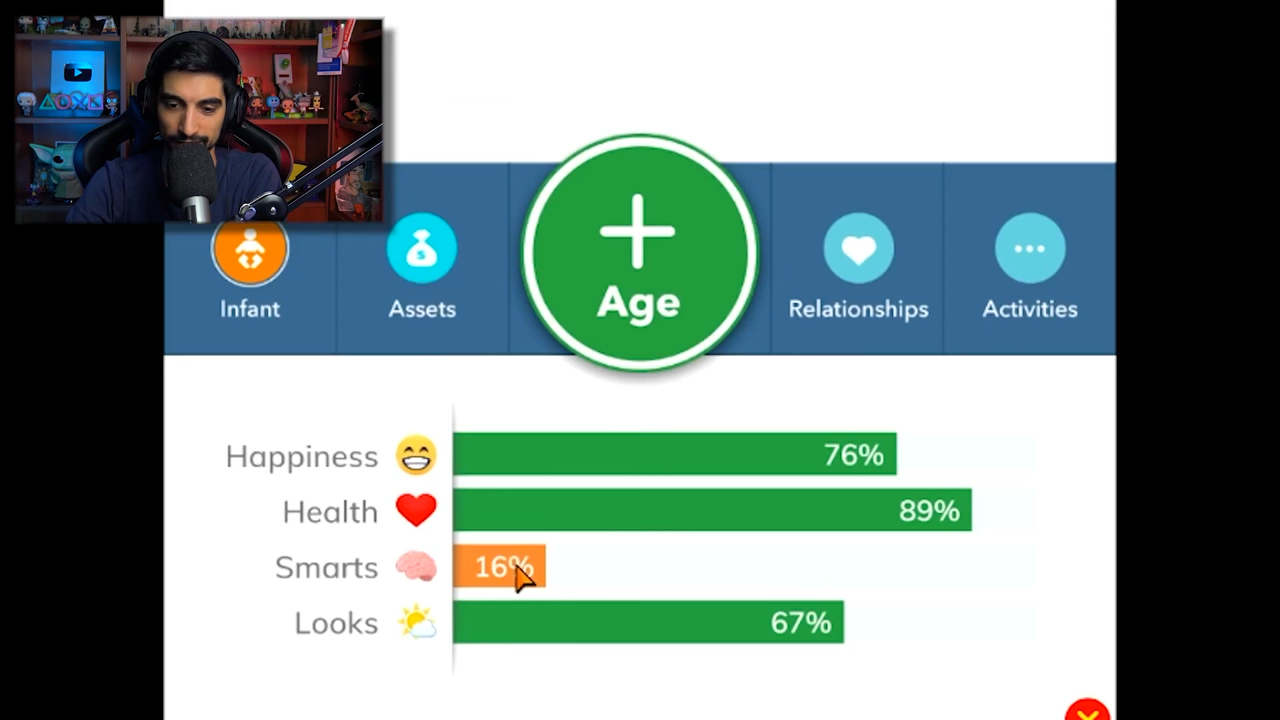 Infant
Assets
Age
Relationships
Activities
Happiness 76%
Health 89%
Smarts 16%
Looks 67%